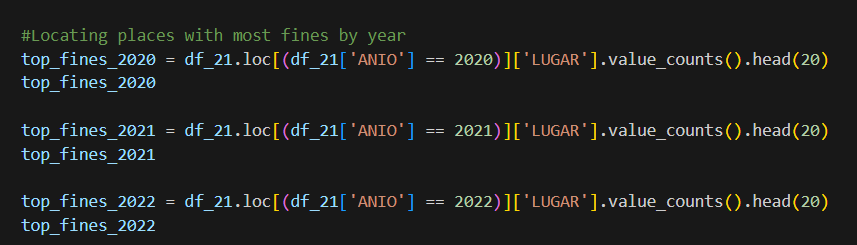 #Locating places with most fines by year
top_fines_2020 = df_21.loc[(df_21['ANIO'] == 2020)]['LUGAR'].value_counts().head(20)
top_fines_2020
top_fines_2021 = df_21.loc[(df_21['ANIO'] == 2021)]['LUGAR'].value_counts().head(20)
top_fines_2021
top_fines_2022 = df_21.loc[(df_21['ANIO'] == 2022)]['LUGAR'].value_counts().head(20)
top_fines_2022